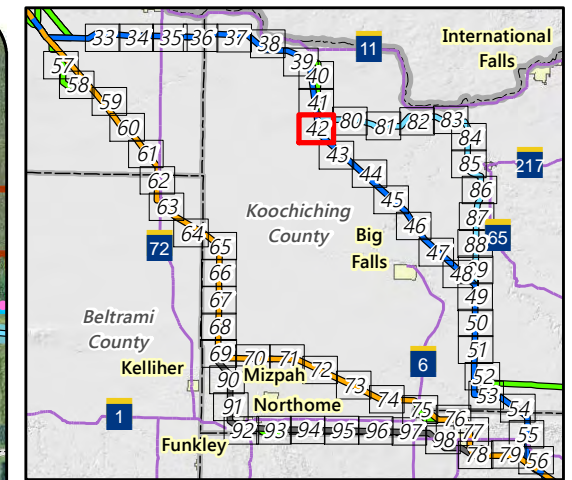 33 34 35 36 37 38
39
11
International
Falls
57
58
40
41
59
42 80 81 82 83
60
84
43
61
85
217
44
62
86
45
63
Koochiching
County
87
46
65
64
72
65
Big
Falls
47
88
66
48 89
49
67
50
Beltrami
County
68
6
51
69 70 71
Kelliher
Mizpah
72
90
52
73
53
74
Northome
91
75
54
1
76
92 93 94 95 96 97
77
55
Funkley
98
78 79 56